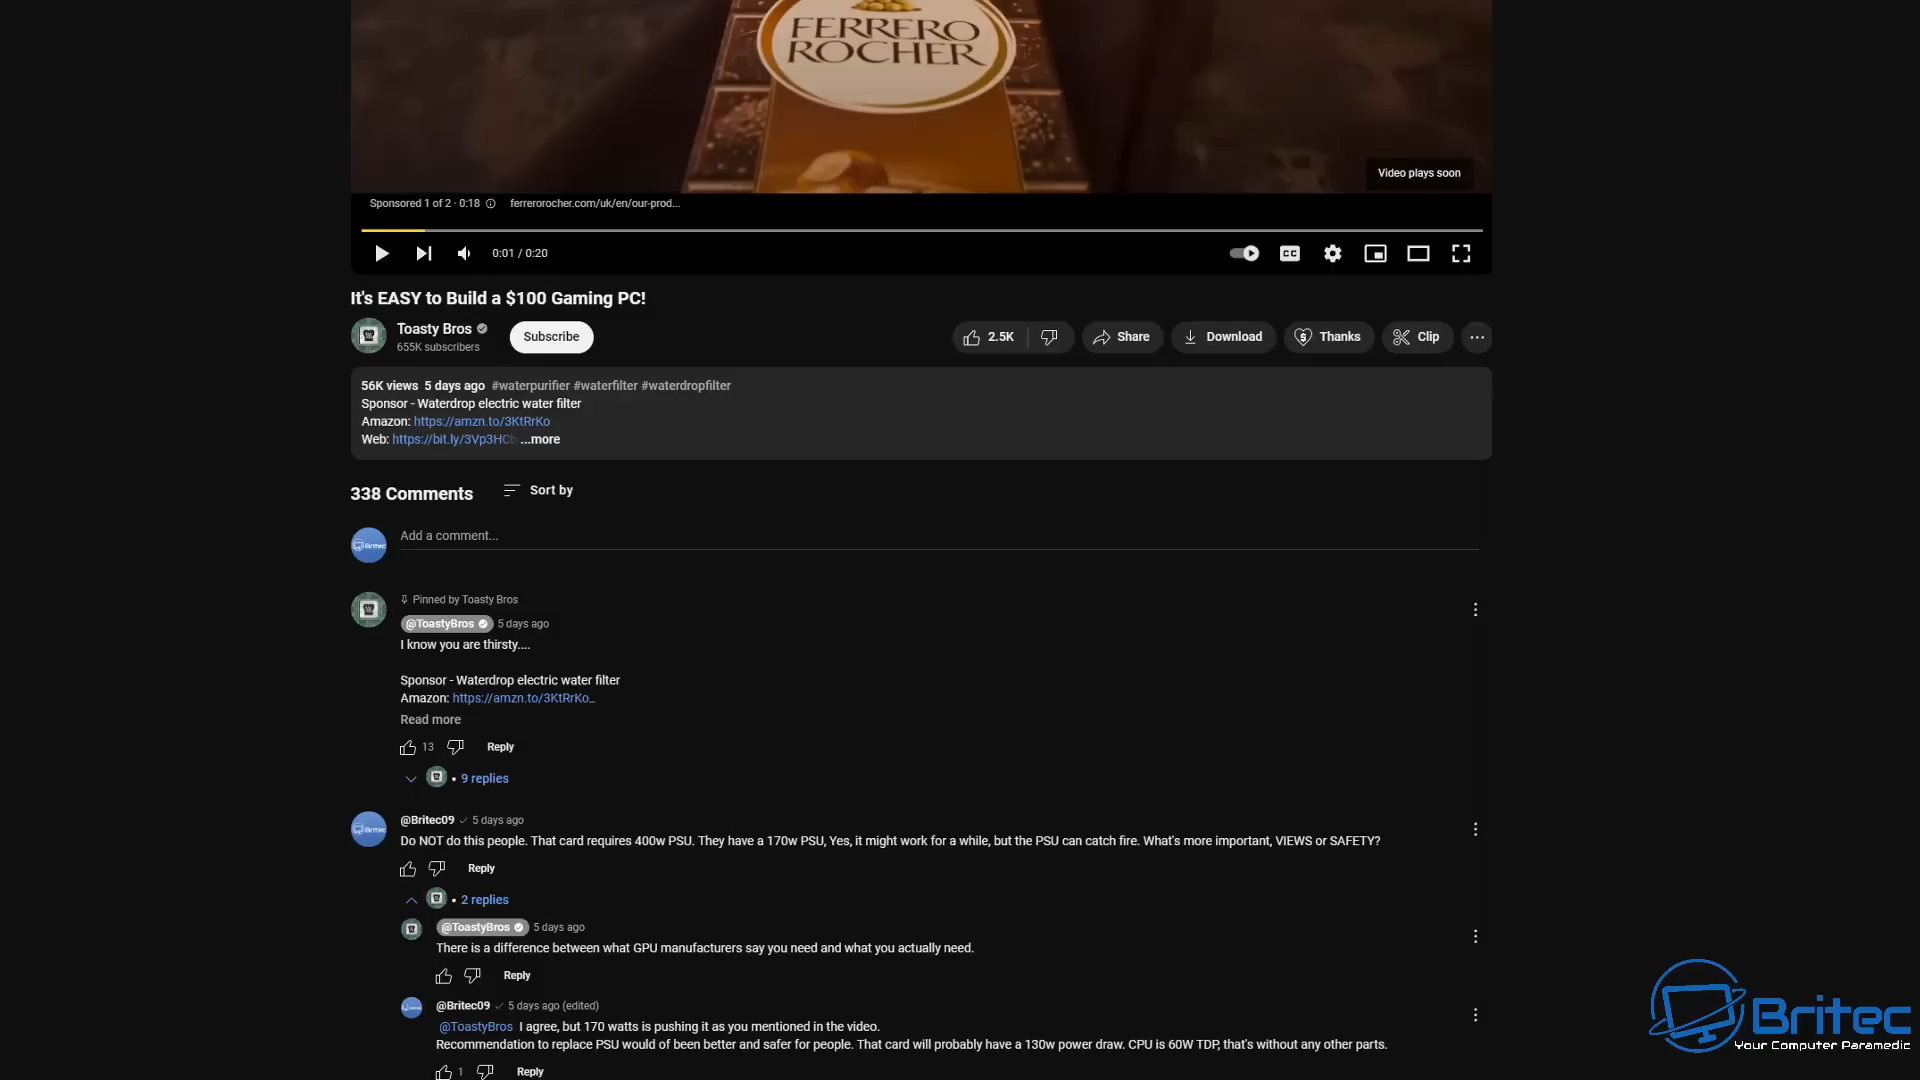 FERRERO
ROCHER
Video plays soon
Sponsored 1 of 2 · 0:18 ferrerorocher.com/uk/en/our-prod...
0:01 / 0:20
CC
It's EASY to Build a $100 Gaming PC!
Toasty Bros
655K subscribers
Subscribe
2.5K
Share
Download
Thanks
Clip
56K views 5 days ago #waterpurifier #waterfilter #waterdropfilter
Sponsor - Waterdrop electric water filter
Amazon: https://amzn.to/3KtRrKo
Web: https://bit.ly/3Vp3HCb ...more
338 Comments
Sort by
Britec
Add a comment...
Pinned by Toasty Bros
@ToastyBros 5 days ago
I know you are thirsty....
Sponsor - Waterdrop electric water filter
Amazon: https://amzn.to/3KtRrKo...
Read more
13 Reply
• 9 replies
Britec
@Britec09 5 days ago
Do NOT do this people. That card requires 400w PSU. They have a 170w PSU, Yes, it might work for a while, but the PSU can catch fire. What's more important, VIEWS or SAFETY?
Reply
• 2 replies
@ToastyBros 5 days ago
There is a difference between what GPU manufacturers say you need and what you actually need.
Reply
@Britec09 5 days ago (edited)
@ToastyBros I agree, but 170 watts is pushing it as you mentioned in the video.
Recommendation to replace PSU would of been better and safer for people. That card will probably have a 130w power draw. CPU is 60W TDP, that's without any other parts.
1 Reply
Britec
Your Computer Paramedic